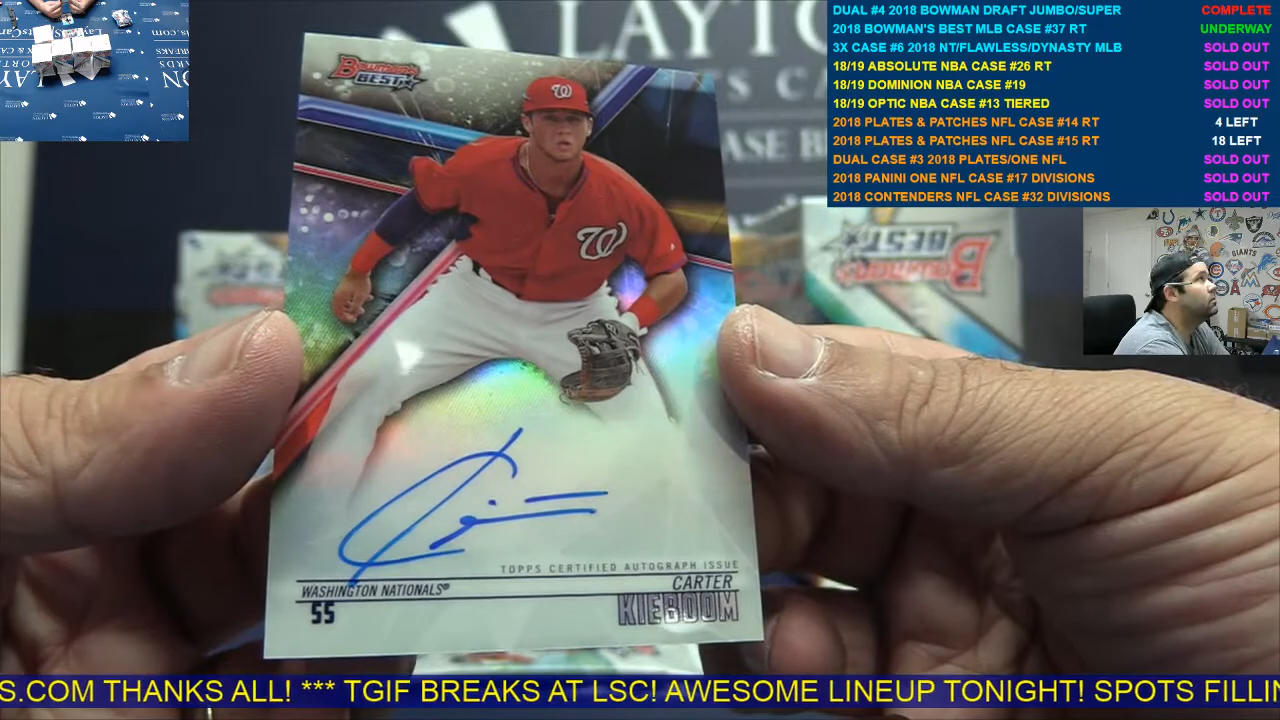 DUAL #4 2018 BOWMAN DRAFT JUMBO/SUPER COMPLETE
2018 BOWMAN'S BEST MLB CASE #37 RT UNDERWAY
3X CASE #6 2018 NT/FLAWLESS/DYNASTY MLB SOLD OUT
18/19 ABSOLUTE NBA CASE #26 RT SOLD OUT
18/19 DOMINION NBA CASE #19 SOLD OUT
18/19 OPTIC NBA CASE #13 TIERED SOLD OUT
2018 PLATES & PATCHES NFL CASE #14 RT 4 LEFT
2018 PLATES & PATCHES NFL CASE #15 RT 18 LEFT
DUAL CASE #3 2018 PLATES/ONE NFL SOLD OUT
2018 PANINI ONE NFL CASE #17 DIVISIONS SOLD OUT
2018 CONTENDERS NFL CASE #32 DIVISIONS SOLD OUT
LAYTO
S CA
CASE B
Bowman's
BEST
W
W
Bowman's
BEST
GIANTS
TOPPS CERTIFIED AUTOGRAPH ISSUE
WASHINGTON NATIONALS®
55
CARTER
KIEBOOM
S.COM THANKS ALL! *** TGIF BREAKS AT LSC! AWESOME LINEUP TONIGHT! SPOTS FILLIN